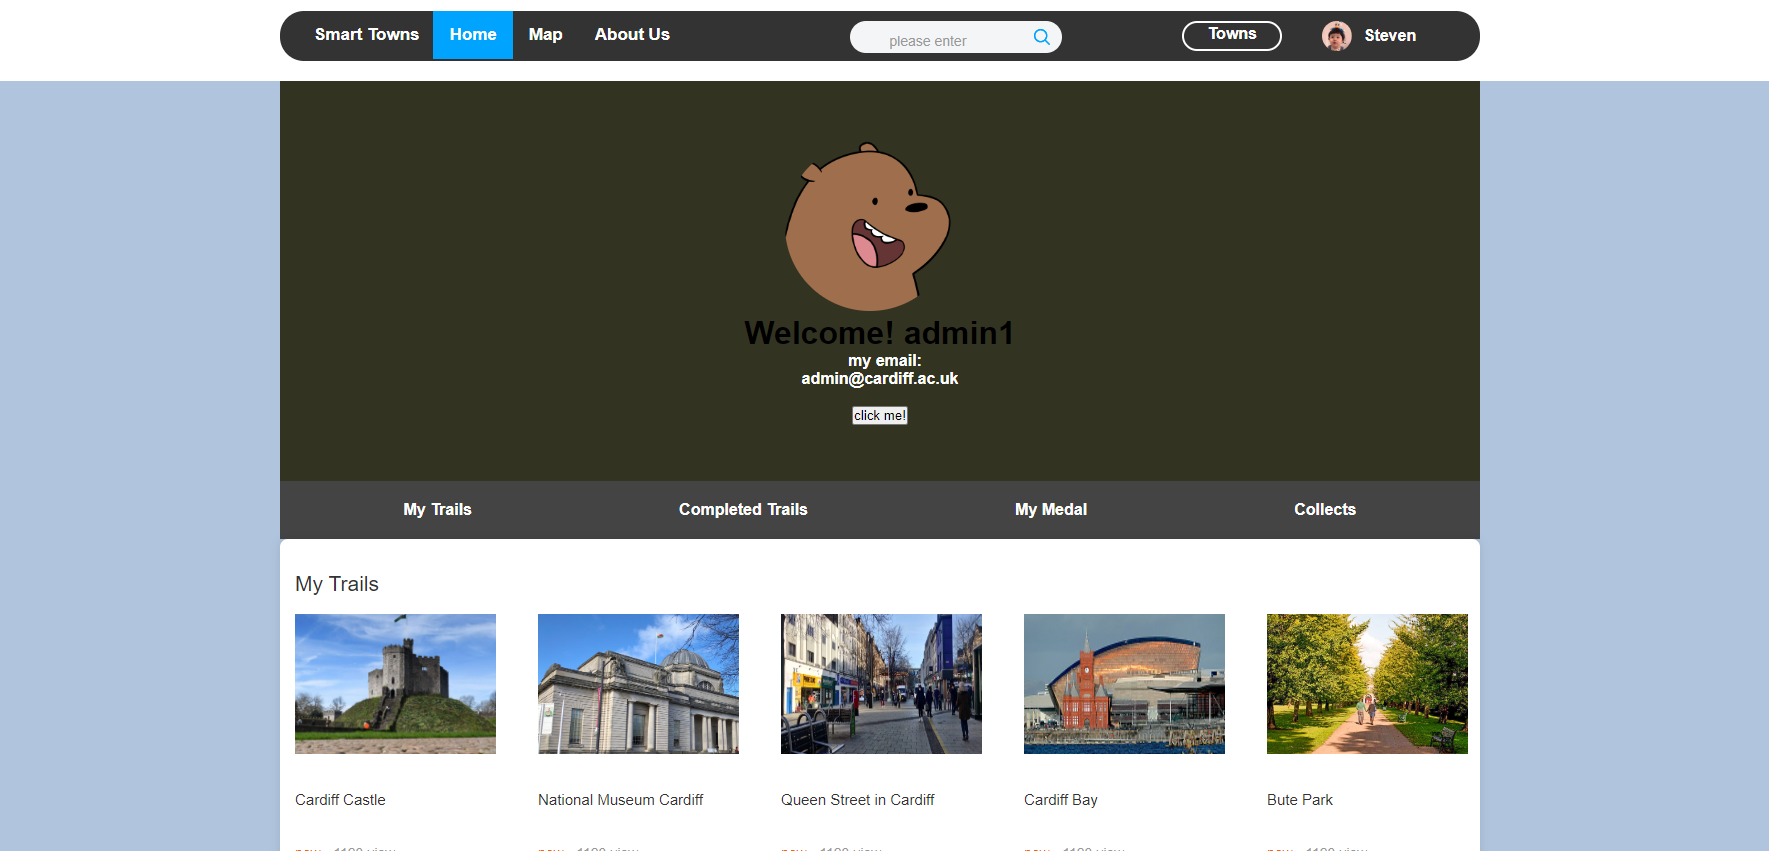 Smart Towns Home Map About Us please enter Towns Steven
Welcome! admin1
my email:
admin@cardiff.ac.uk
click me!
My Trails Completed Trails My Medal Collects
My Trails
Cardiff Castle National Museum Cardiff Queen Street in Cardiff Cardiff Bay Bute Park